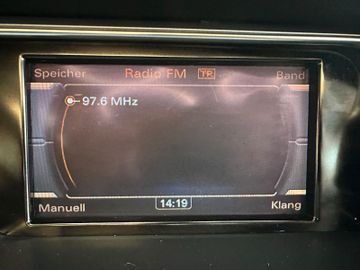 Speicher Radio FM TP Band
97.6 MHz
Manuell 14:19 Klang